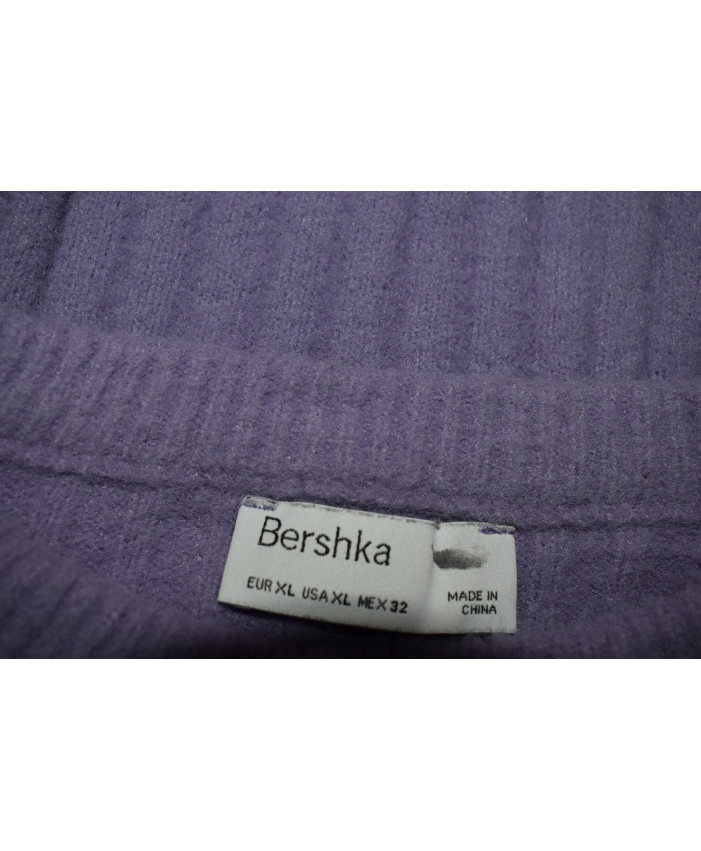 Bershka
EUR XL USA XL MEX 32
MADE IN
CHINA